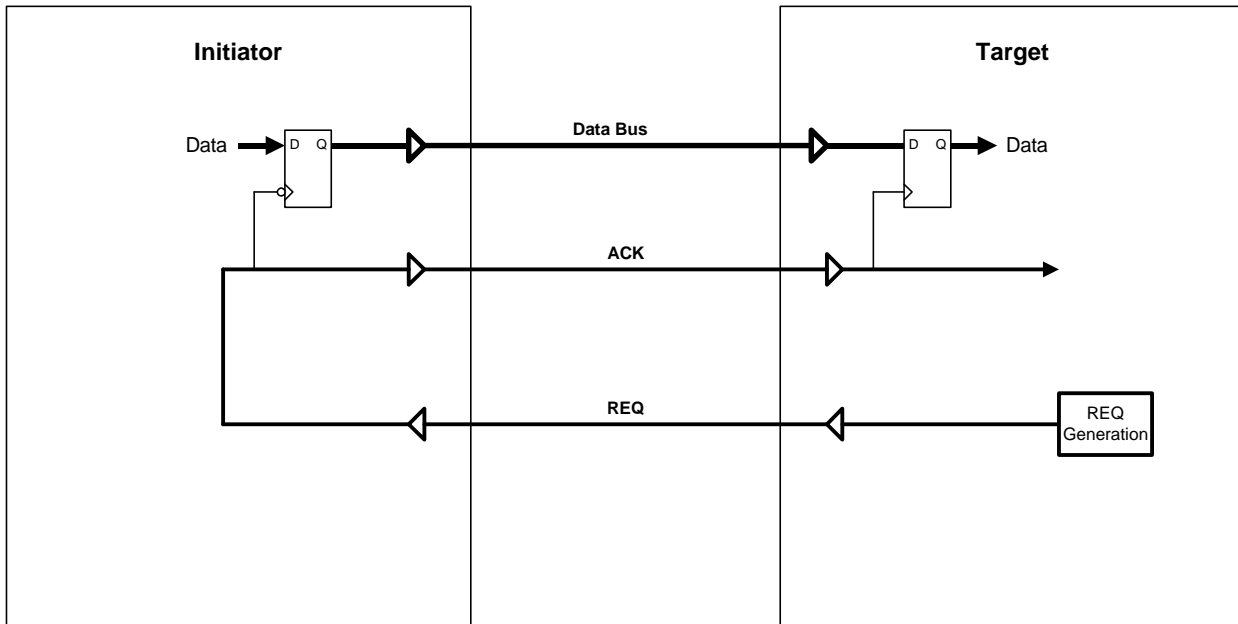 Initiator
Target
Data Bus
Data
D Q
D Q
Data
ACK
REQ
REQ
Generation